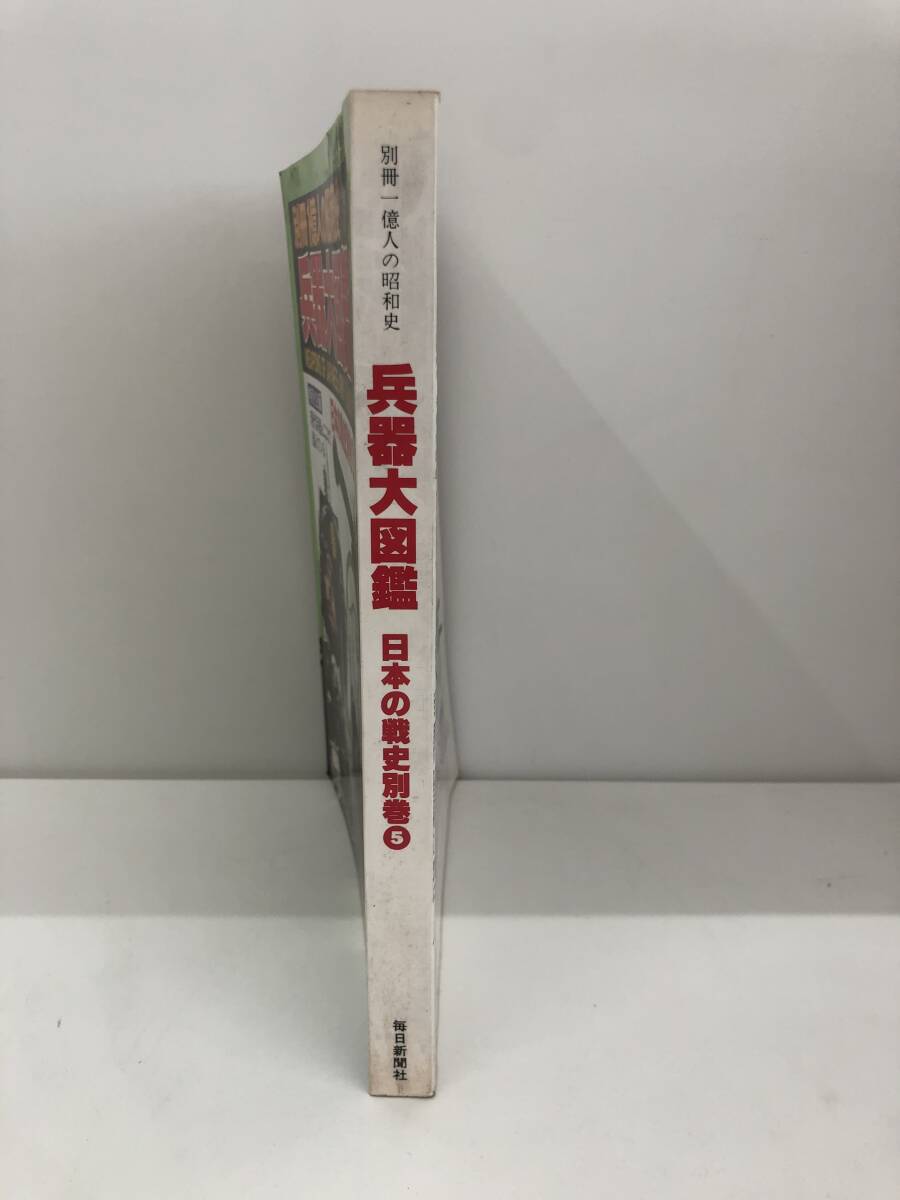 別冊一億人の昭和史
兵器大図鑑
日本の戦史別巻5
毎日新聞社